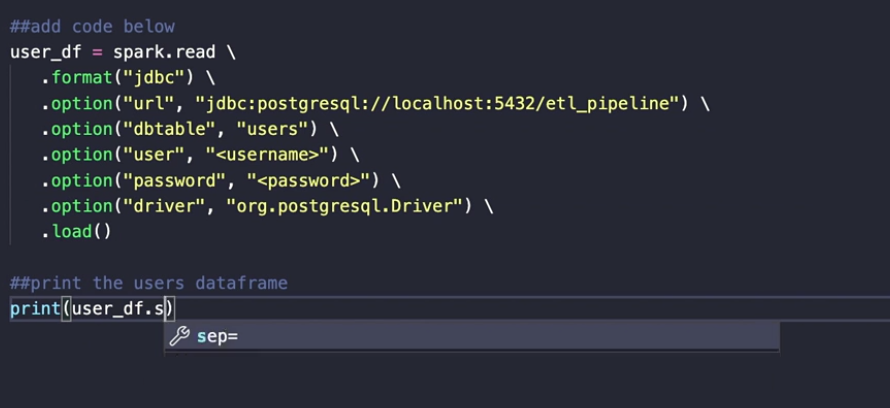 ##add code below
user_df = spark.read \
.format("jdbc") \
.option("url", "jdbc:postgresql://localhost:5432/etl_pipeline") \
.option("dbtable", "users") \
.option("user", "<username>") \
.option("password", "<password>") \
.option("driver", "org.postgresql.Driver") \
.load()
##print the users dataframe
print(user_df.s)
sep=